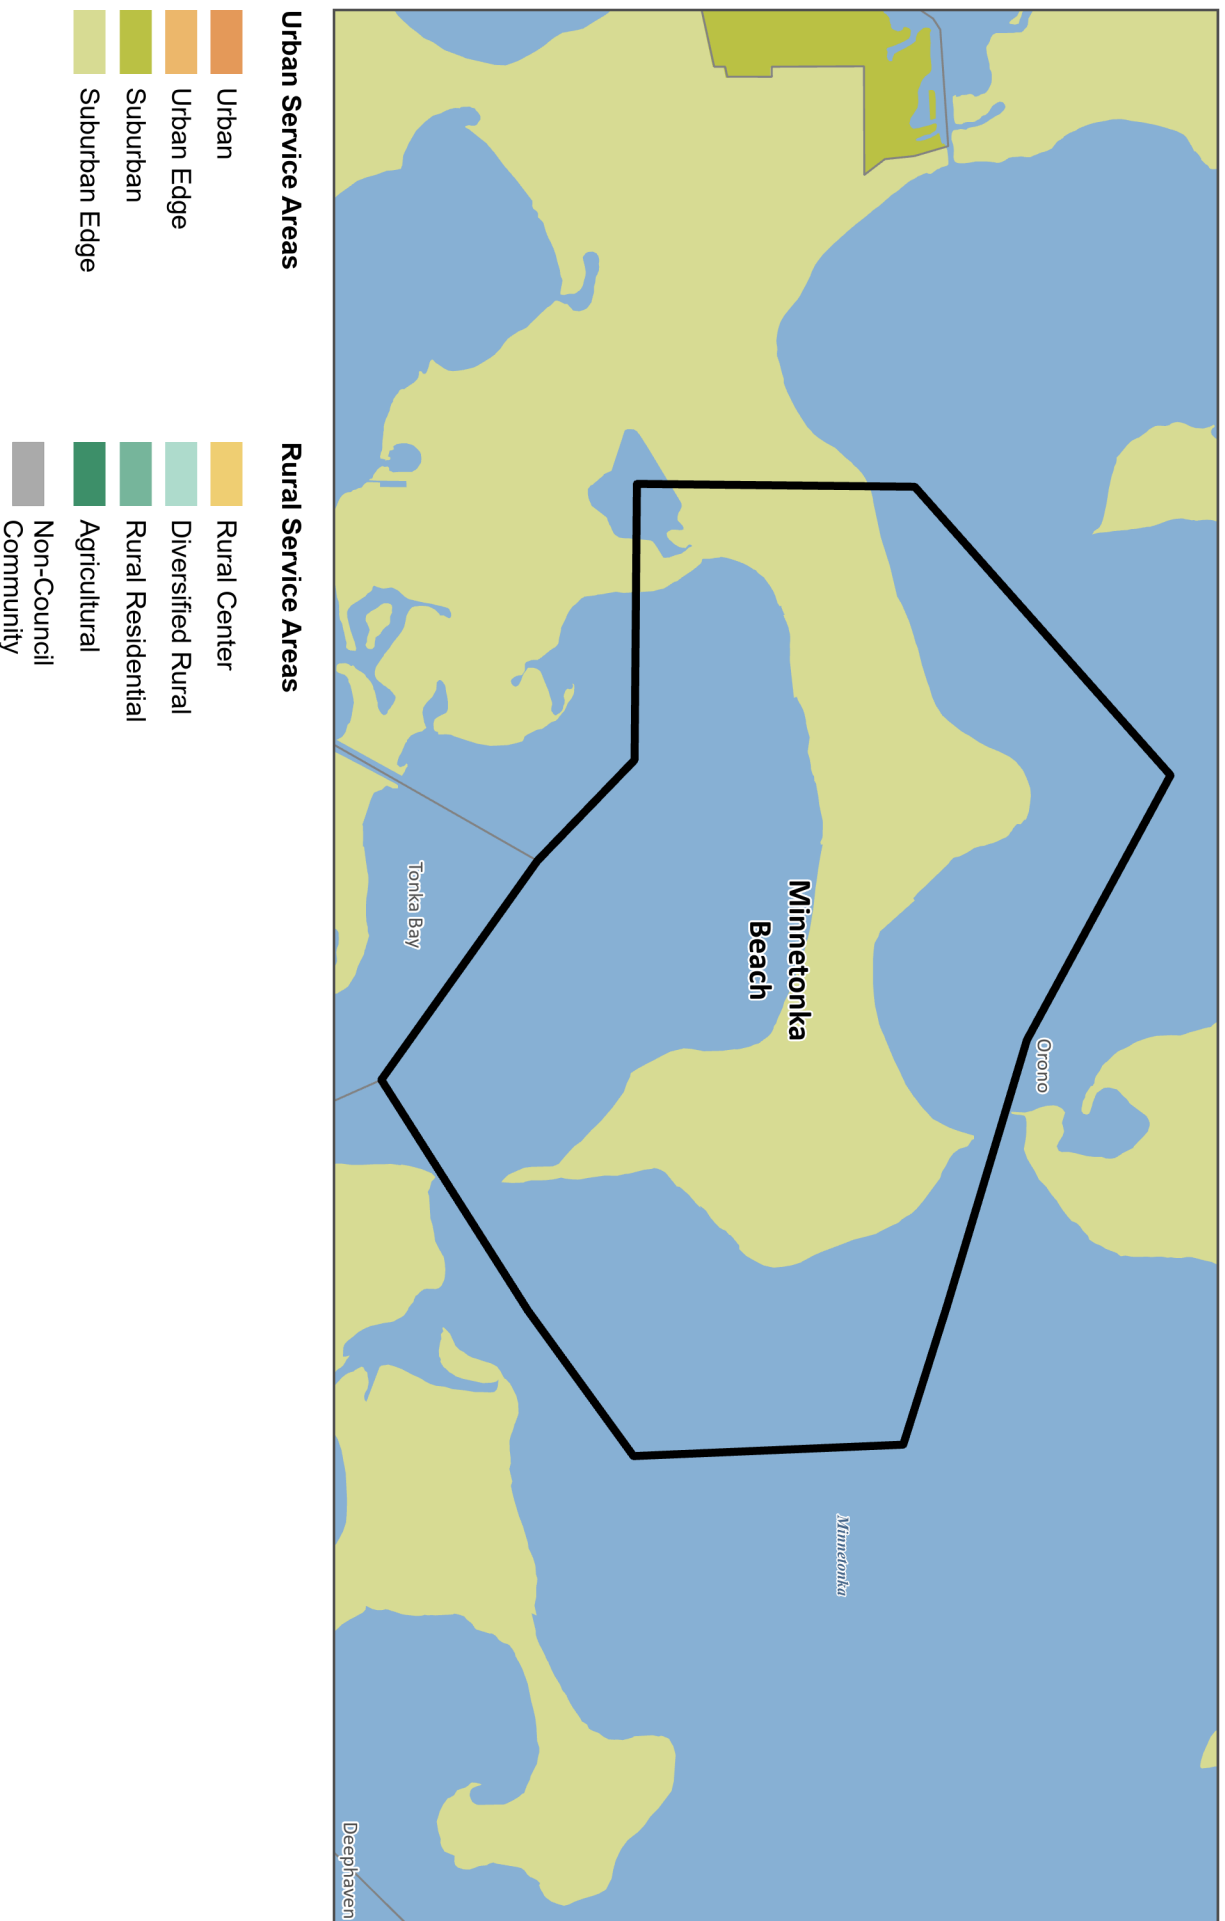 Orono
Minnetonka
Minnetonka
Beach
Tonka Bay
Deephaven
Urban Service Areas
Urban
Urban Edge
Suburban
Suburban Edge
Rural Service Areas
Rural Center
Diversified Rural
Rural Residential
Agricultural
Non-Council
Community